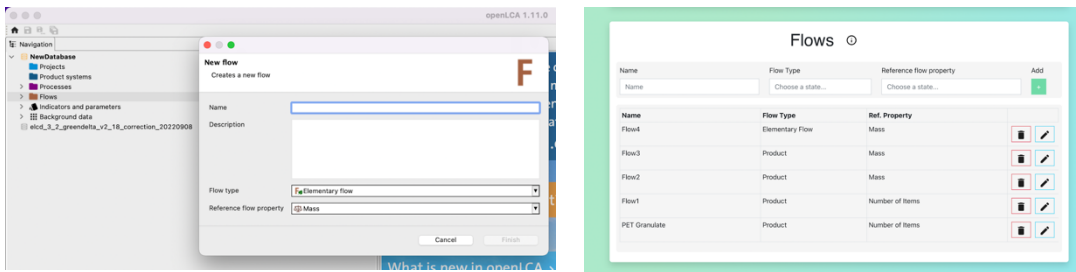 openLCA 1.11.0
Navigation
NewDatabase
Projects
Product systems
Processes
Flows
Indicators and parameters
Background data
elcd_3_2_greendelta_v2_18_correction_20220908
New flow
Creates a new flow
F
Name
Description
Flow type
Elementary flow
Reference flow property
Mass
Cancel
Finish
What is new in openLCA
Flows
Name
Flow Type
Reference flow property
Add
Name
Choose a state...
Choose a state...
+
Name Flow Type Ref. Property
Flow4 Elementary Flow Mass
Flow3 Product Mass
Flow2 Product Mass
Flow1 Product Number of Items
PET Granulate Product Number of Items